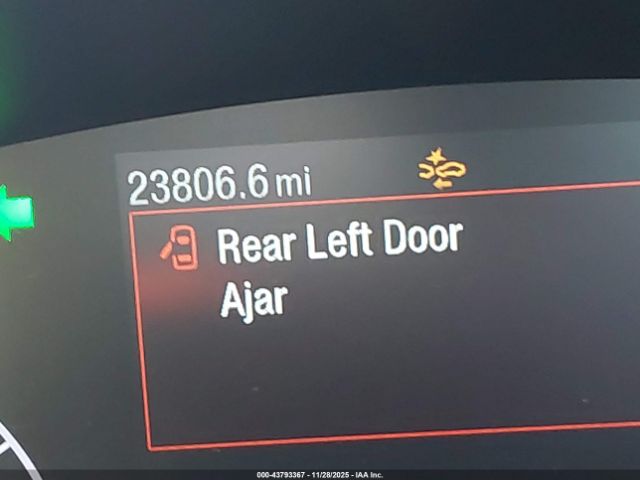 23806.6 mi
Rear Left Door
Ajar
000-43793367 - 11/28/2025 - IAA Inc.